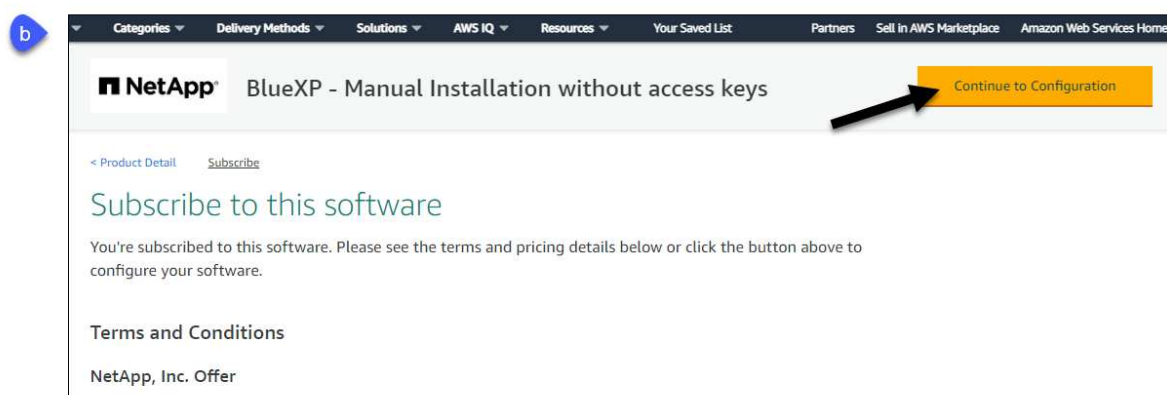 b
Categories Delivery Methods Solutions AWS IQ Resources Your Saved List Partners Sell in AWS Marketplace Amazon Web Services Home
NetApp BlueXP - Manual Installation without access keys Continue to Configuration
< Product Detail Subscribe
Subscribe to this software
You're subscribed to this software. Please see the terms and pricing details below or click the button above to
configure your software.
Terms and Conditions
NetApp, Inc. Offer